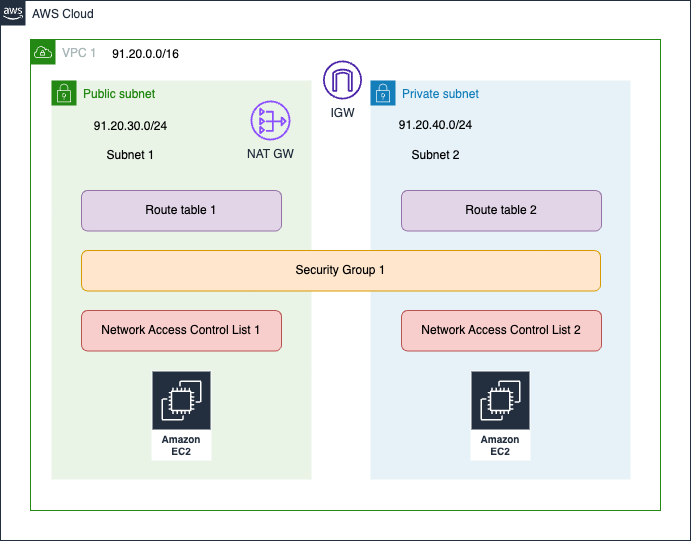 aws
AWS Cloud
VPC 1 91.20.0.0/16
Public subnet
91.20.30.0/24
Subnet 1
NAT GW
IGW
Private subnet
91.20.40.0/24
Subnet 2
Route table 1
Route table 2
Security Group 1
Network Access Control List 1
Network Access Control List 2
Amazon
EC2
Amazon
EC2